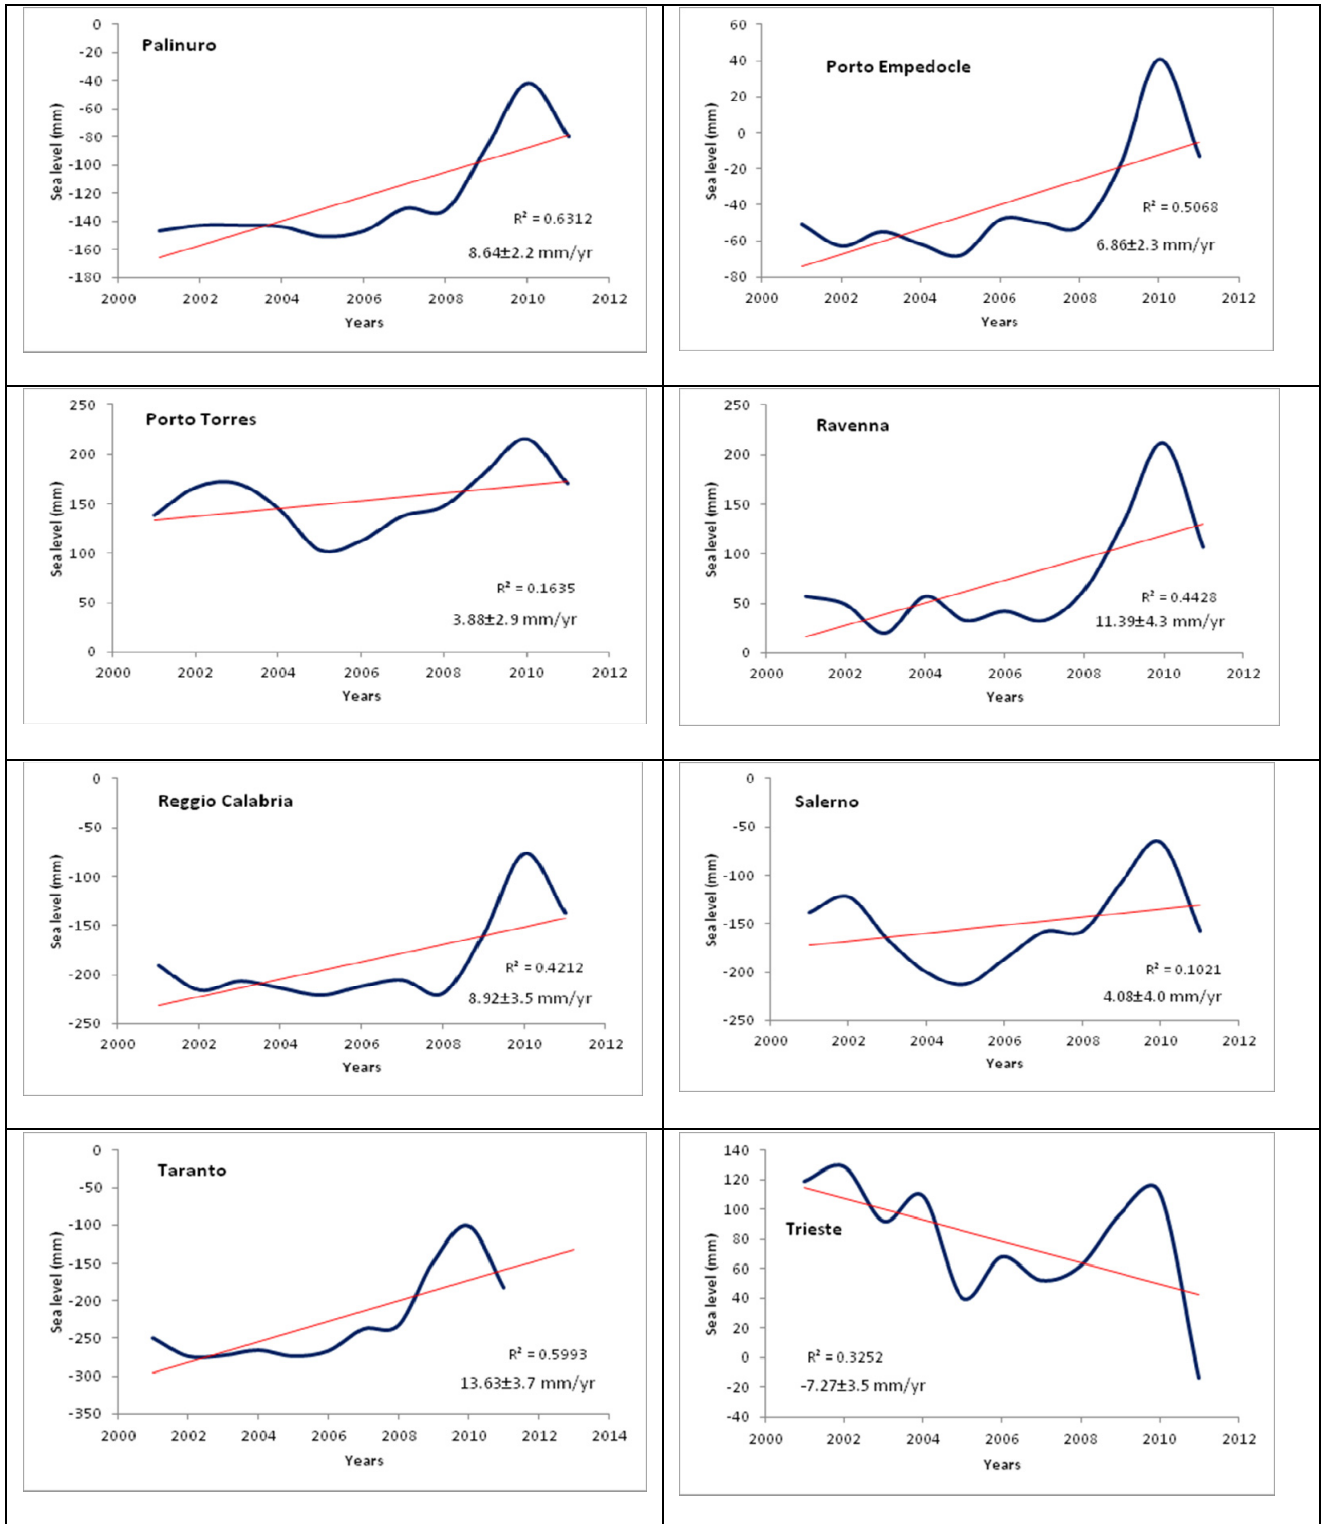 Palinuro
0
-20
-40
-60
-80
-100
-120
-140
-160
-180
Sea level (mm)
R² = 0.6312
8.64±2.2 mm/yr
2000 2002 2004 2006 2008 2010 2012
Years
Porto Empedocle
60
40
20
0
-20
-40
-60
-80
Sea level (mm)
R² = 0.5068
6.86±2.3 mm/yr
2000 2002 2004 2006 2008 2010 2012
Years
Porto Torres
250
200
150
100
50
0
Sea level (mm)
R² = 0.1635
3.88±2.9 mm/yr
2000 2002 2004 2006 2008 2010 2012
Years
Ravenna
250
200
150
100
50
0
Sea level (mm)
R² = 0.4428
11.39±4.3 mm/yr
2000 2002 2004 2006 2008 2010 2012
Years
Reggio Calabria
0
-50
-100
-150
-200
-250
Sea level (mm)
R² = 0.4212
8.92±3.5 mm/yr
2000 2002 2004 2006 2008 2010 2012
Years
Salerno
0
-50
-100
-150
-200
-250
Sea level (mm)
R² = 0.1021
4.08±4.0 mm/yr
2000 2002 2004 2006 2008 2010 2012
Years
Taranto
0
-50
-100
-150
-200
-250
-300
-350
Sea level (mm)
R² = 0.5993
13.63±3.7 mm/yr
2000 2002 2004 2006 2008 2010 2012 2014
Years
Trieste
140
120
100
80
60
40
20
0
-20
-40
Sea level (mm)
R² = 0.3252
-7.27±3.5 mm/yr
2000 2002 2004 2006 2008 2010 2012
Years